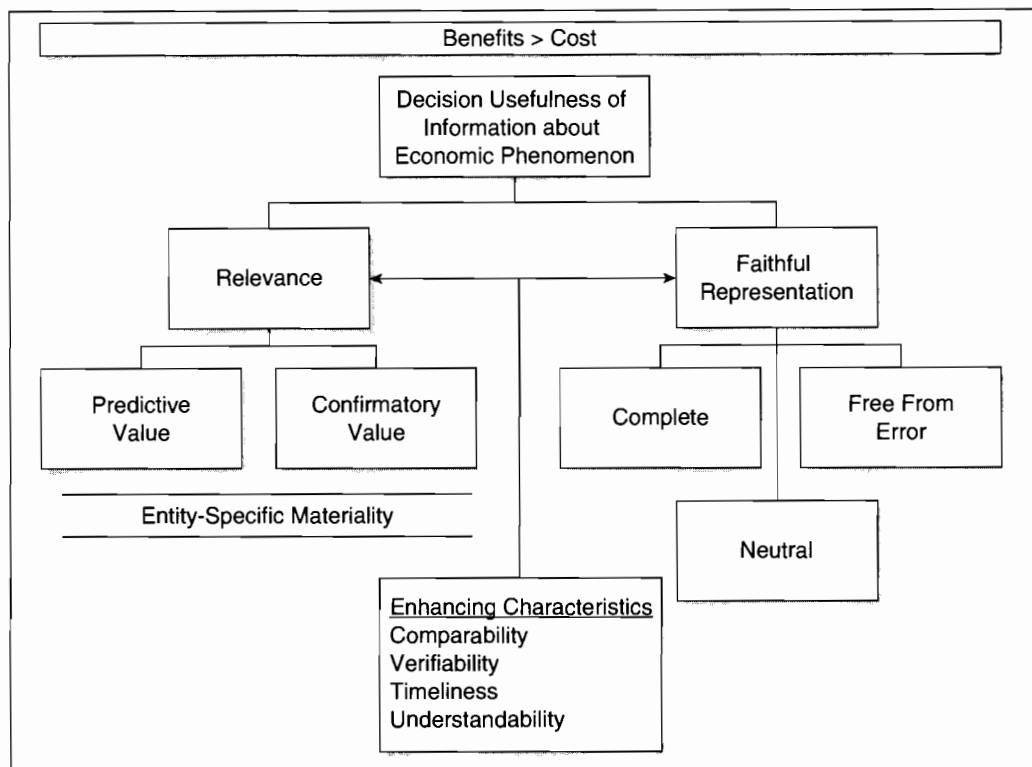 Benefits > Cost
Decision Usefulness of
Information about
Economic Phenomenon
Relevance
Faithful
Representation
Predictive
Value
Confirmatory
Value
Complete
Free From
Error
Entity-Specific Materiality
Neutral
Enhancing Characteristics
Comparability
Verifiability
Timeliness
Understandability